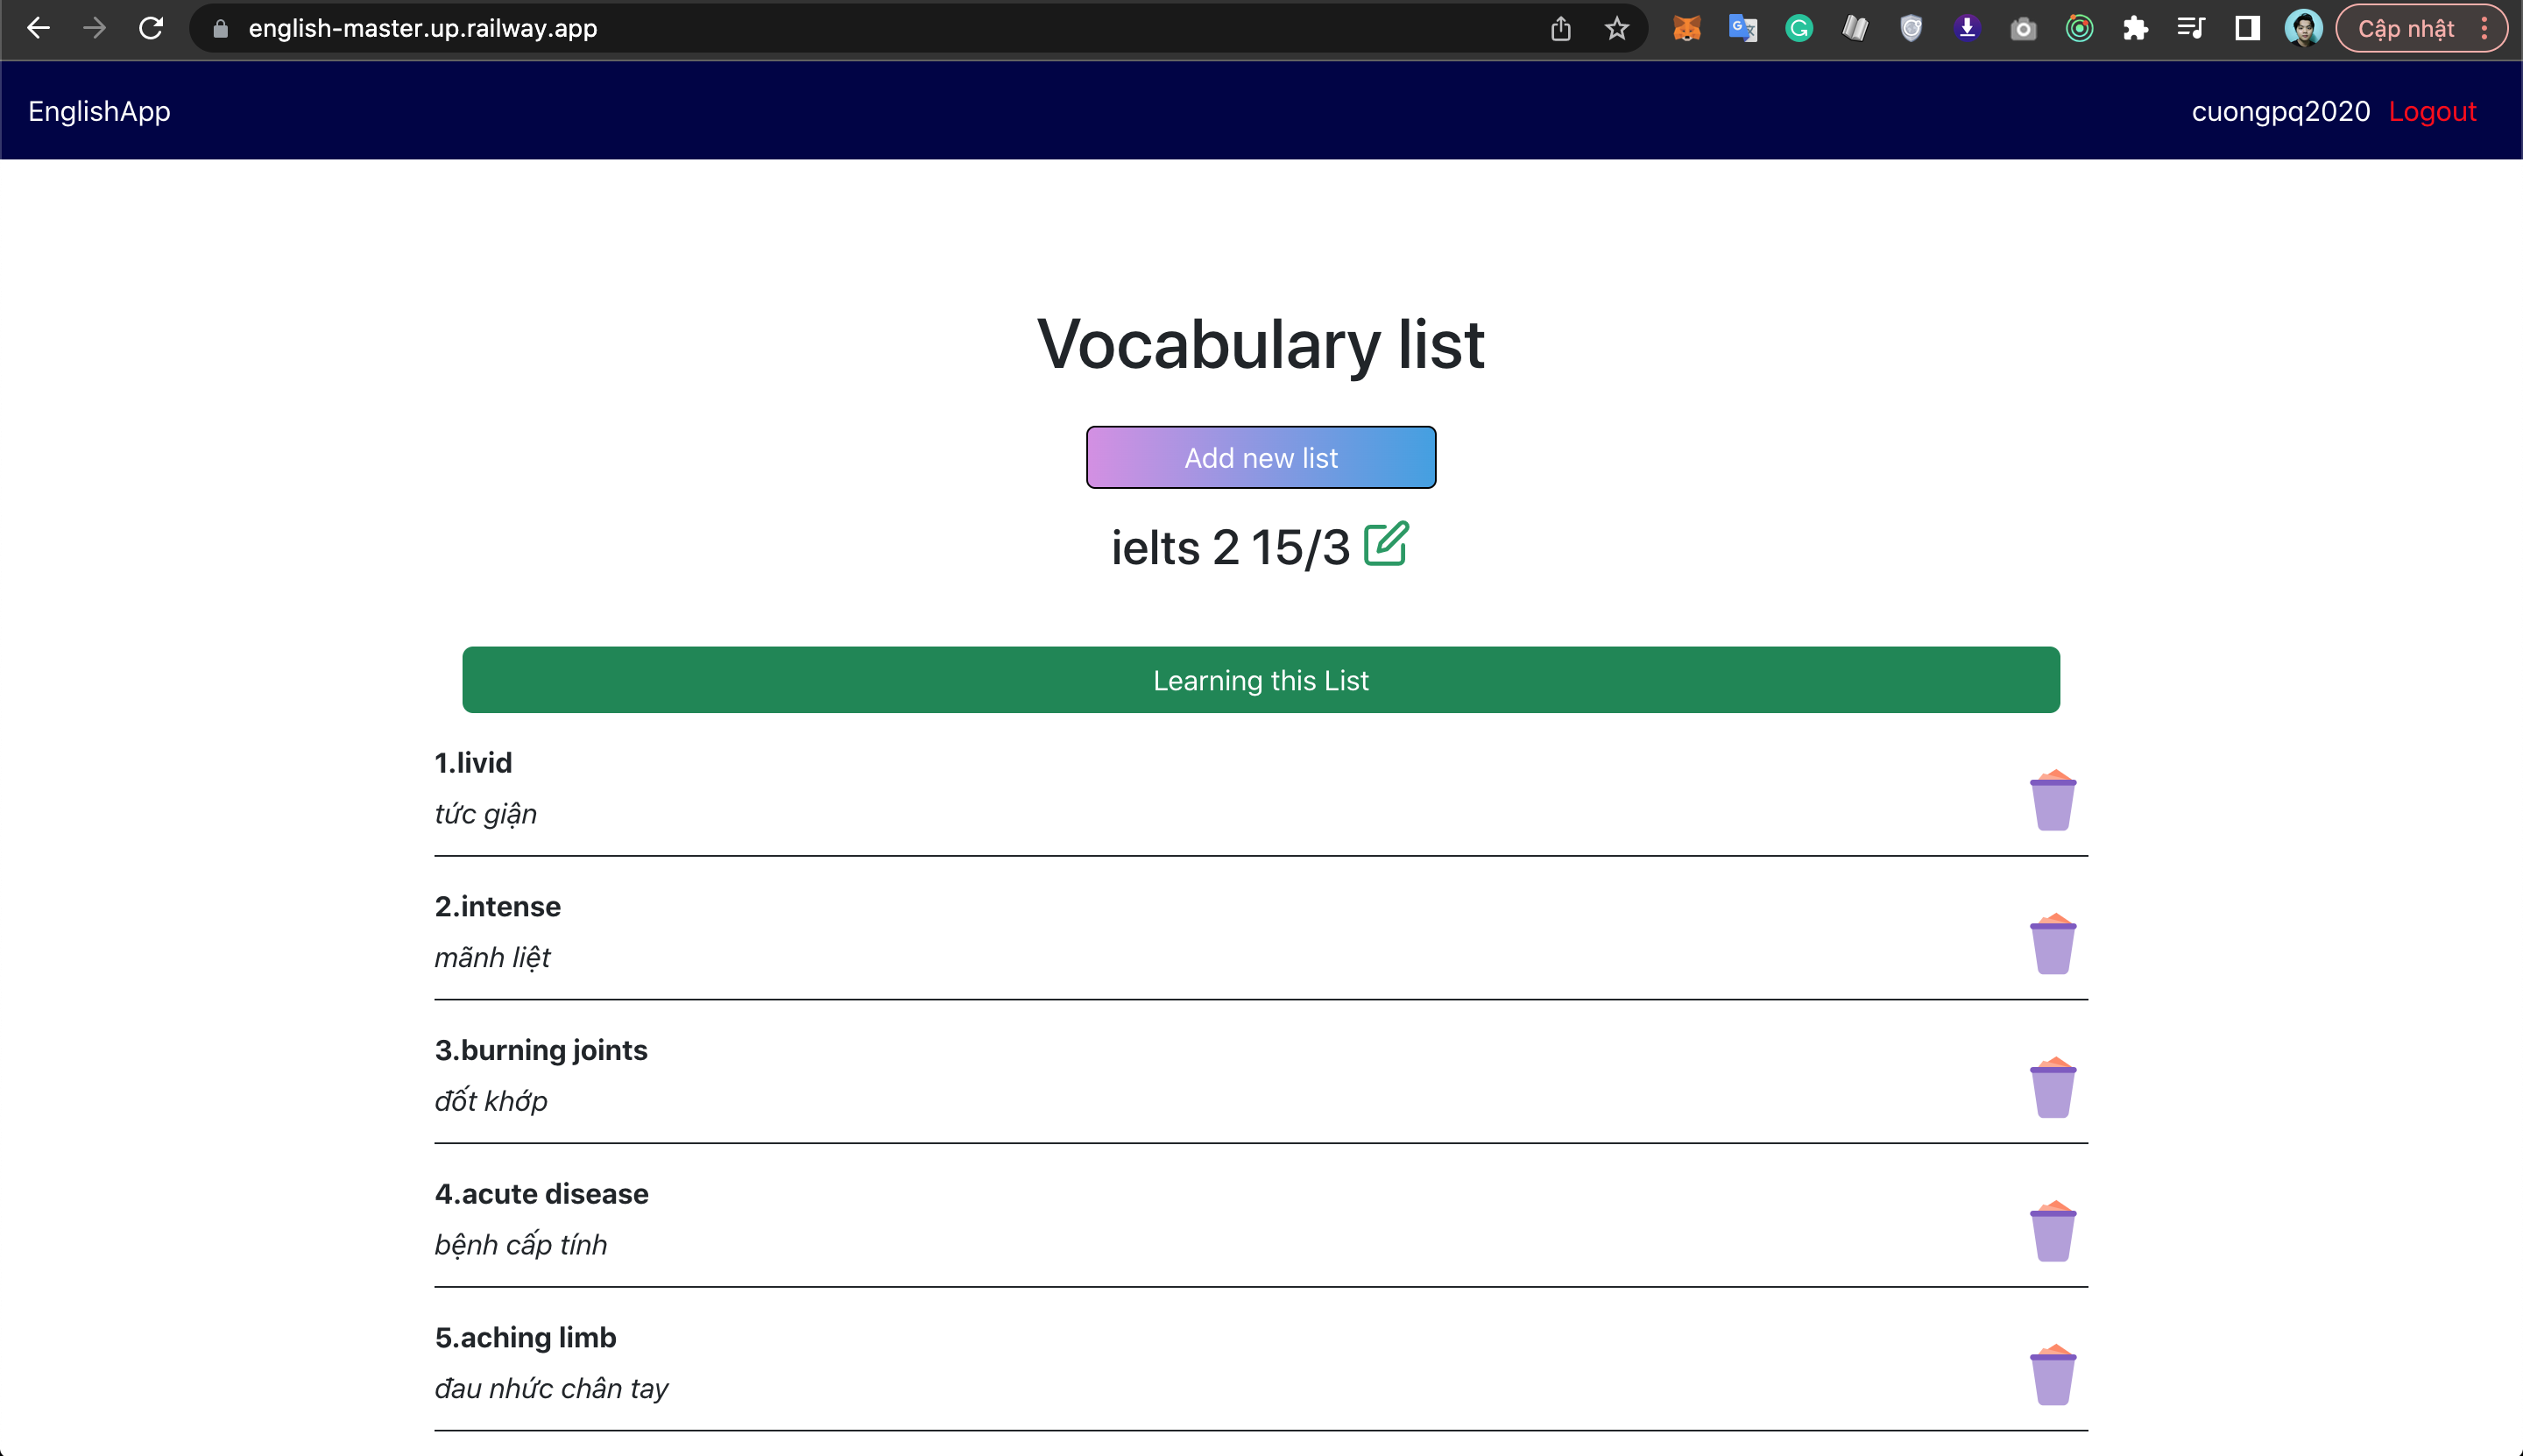 english-master.up.railway.app
Cập nhật
EnglishApp
cuongpq2020 Logout
Vocabulary list
Add new list
ielts 2 15/3
Learning this List
1.livid
tức giận
2.intense
mãnh liệt
3.burning joints
đốt khớp
4.acute disease
bệnh cấp tính
5.aching limb
đau nhức chân tay